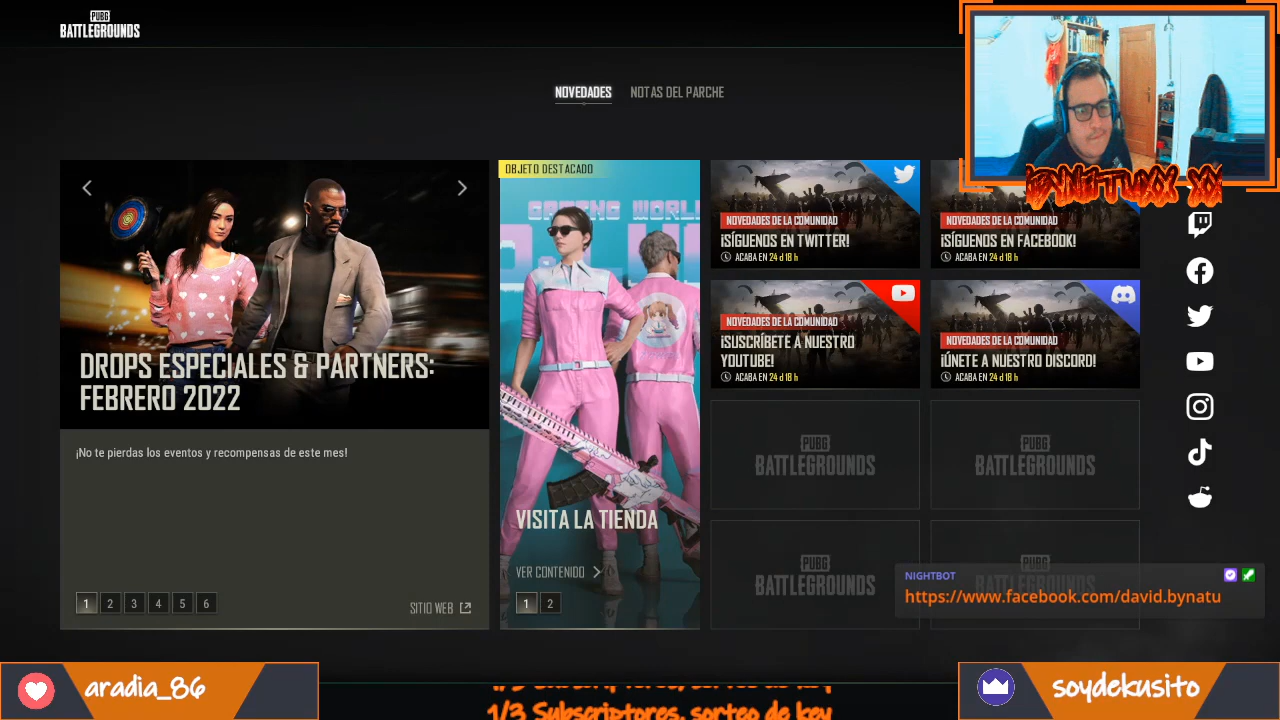 PUBG
BATTLEGROUNDS
NOVEDADES
NOTAS DEL PARCHE
DROPS ESPECIALES & PARTNERS:
FEBRERO 2022
¡No te pierdas los eventos y recompensas de este mes!
1 2 3 4 5 6
SITIO WEB
OBJETO DESTACADO
VISITA LA TIENDA
VER CONTENIDO
1 2
NOVEDADES DE LA COMUNIDAD
¡SÍGUENOS EN TWITTER!
ACABA EN 24 d 18 h
NOVEDADES DE LA COMUNIDAD
¡SÍGUENOS EN FACEBOOK!
ACABA EN 24 d 18 h
NOVEDADES DE LA COMUNIDAD
¡SUSCRÍBETE A NUESTRO
YOUTUBE!
ACABA EN 24 d 18 h
NOVEDADES DE LA COMUNIDAD
¡ÚNETE A NUESTRO DISCORD!
ACABA EN 24 d 18 h
PUBG
BATTLEGROUNDS
PUBG
BATTLEGROUNDS
PUBG
BATTLEGROUNDS
PUBG
NIGHTBOT
https://www.facebook.com/david.bynatu
aradia_86
1/3 Subscriptores, sorteo de key
soydekusito